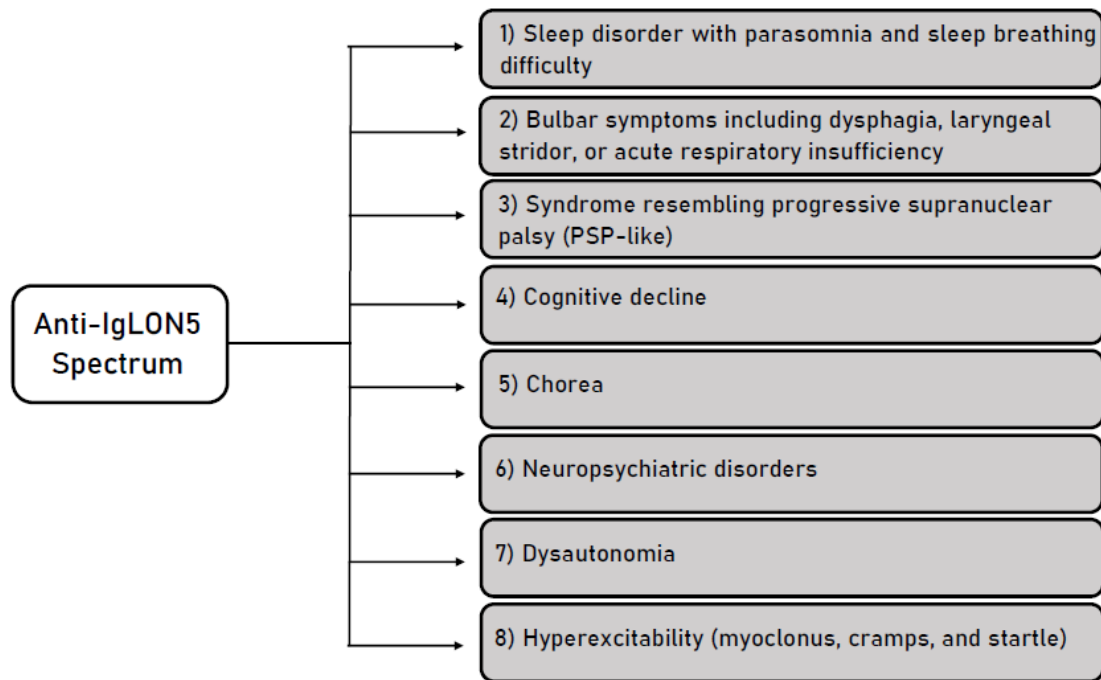 Anti-IgLON5
Spectrum
1) Sleep disorder with parasomnia and sleep breathing
difficulty
2) Bulbar symptoms including dysphagia, laryngeal
stridor, or acute respiratory insufficiency
3) Syndrome resembling progressive supranuclear
palsy (PSP-like)
4) Cognitive decline
5) Chorea
6) Neuropsychiatric disorders
7) Dysautonomia
8) Hyperexcitability (myoclonus, cramps, and startle)